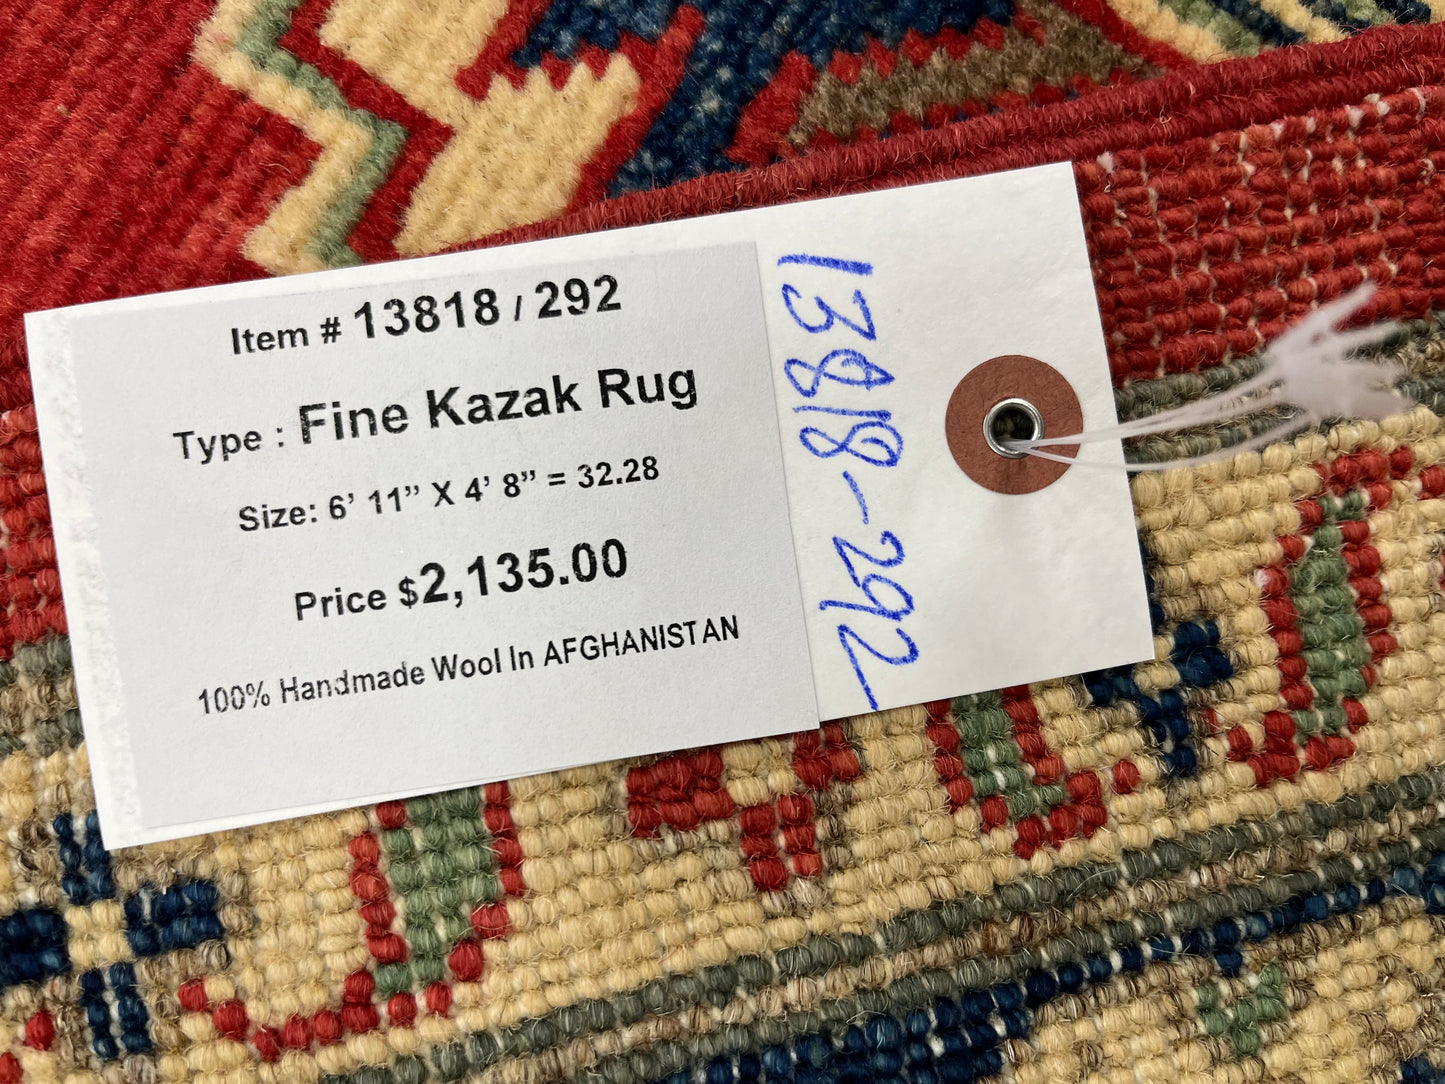 Item # 13818 / 292
Type : Fine Kazak Rug
Size: 6’ 11” X 4’ 8” = 32.28
Price $2,135.00
100% Handmade Wool In AFGHANISTAN
13818-292